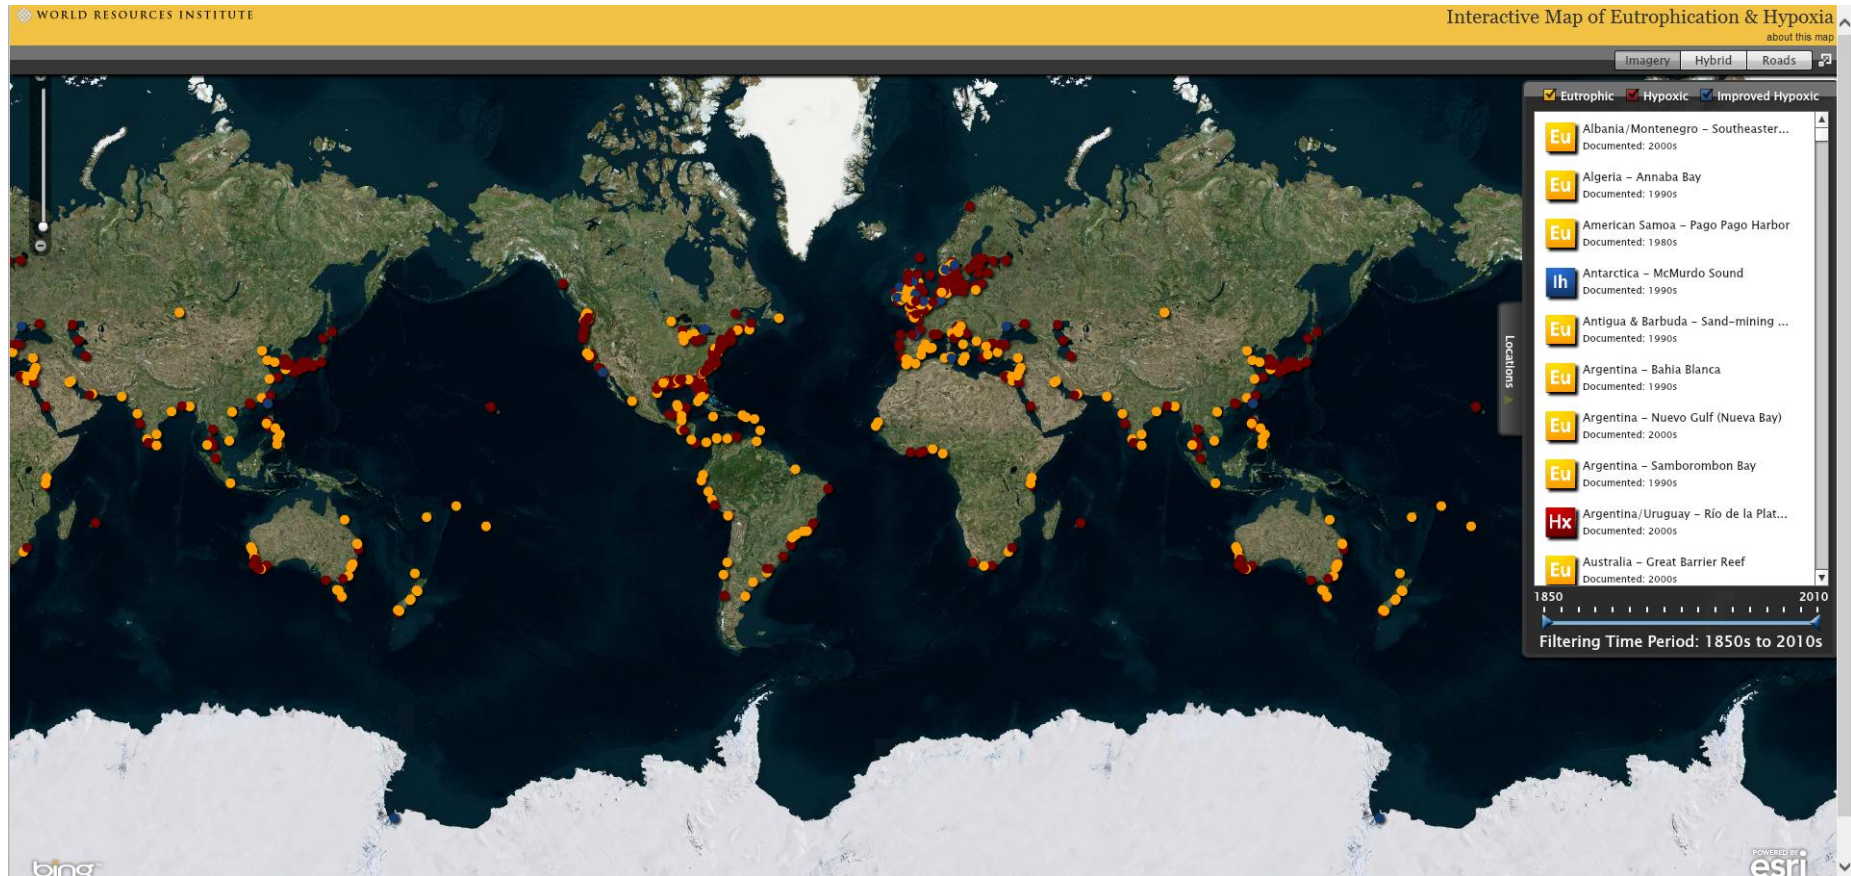 WORLD RESOURCES INSTITUTE
Interactive Map of Eutrophication & Hypoxia
about this map
Imagery Hybrid Roads
Eutrophic Hypoxic Improved Hypoxic
Eu Albania/Montenegro – Southeaster...
Documented: 2000s
Eu Algeria – Annaba Bay
Documented: 1990s
Eu American Samoa – Pago Pago Harbor
Documented: 1980s
Ih Antarctica – McMurdo Sound
Documented: 1990s
Eu Antigua & Barbuda – Sand-mining ...
Documented: 1990s
Eu Argentina – Bahia Blanca
Documented: 1990s
Eu Argentina – Nuevo Gulf (Nueva Bay)
Documented: 2000s
Eu Argentina – Samborombon Bay
Documented: 1990s
Hx Argentina/Uruguay – Río de la Plat...
Documented: 2000s
Eu Australia – Great Barrier Reef
Documented: 2000s
Locations
1850 2010
Filtering Time Period: 1850s to 2010s
bing
POWERED BY
esri